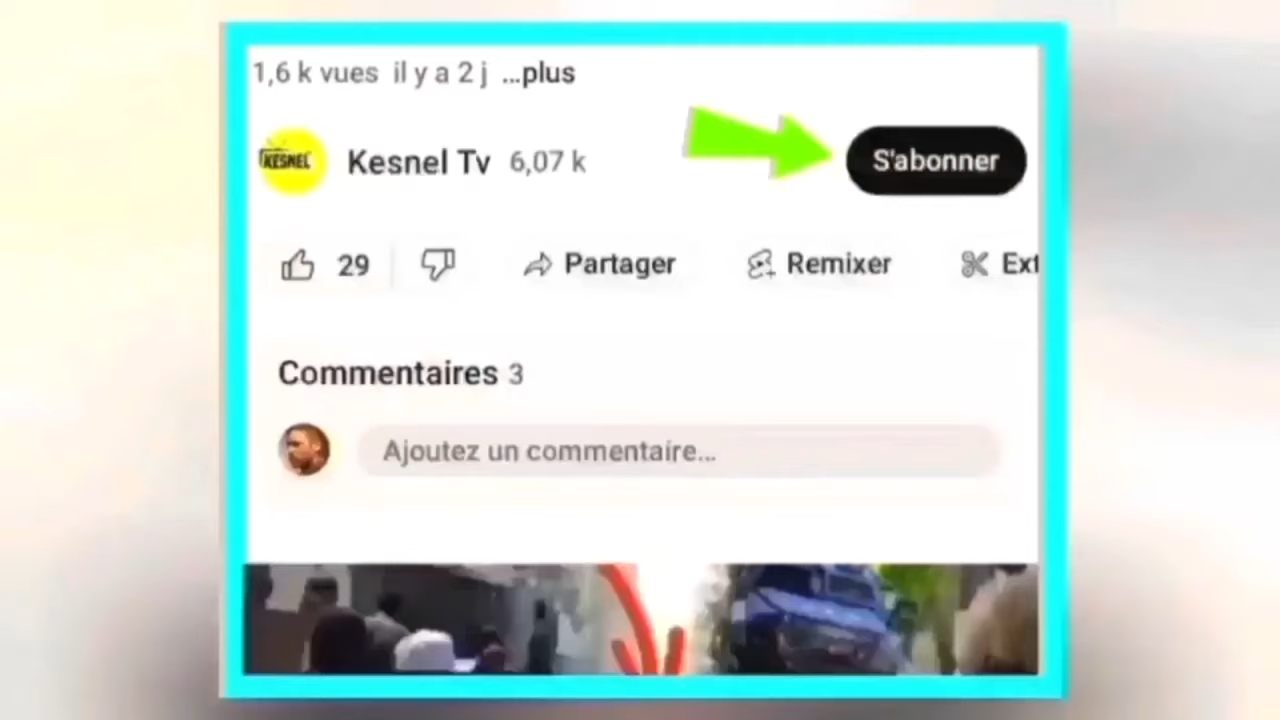 1,6 k vues il y a 2 j ...plus
KESNEL
Kesnel Tv 6,07 k
S'abonner
29
Partager
Remixer
Ext
Commentaires 3
Ajoutez un commentaire...